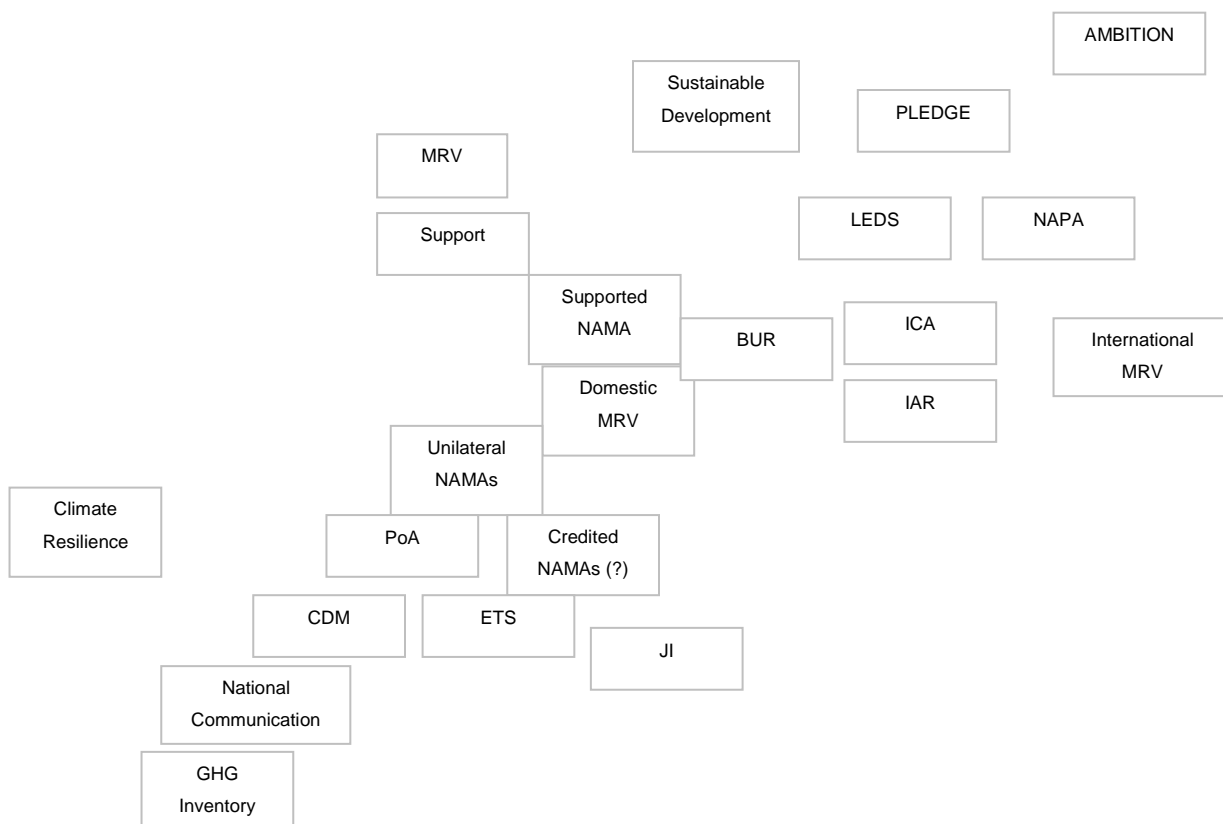 AMBITION
Sustainable
Development
PLEDGE
MRV
LEDS
NAPA
Support
Supported
NAMA
BUR
ICA
International
MRV
Domestic
MRV
IAR
Unilateral
NAMAs
Climate
Resilience
PoA
Credited
NAMAs (?)
CDM
ETS
JI
National
Communication
GHG
Inventory